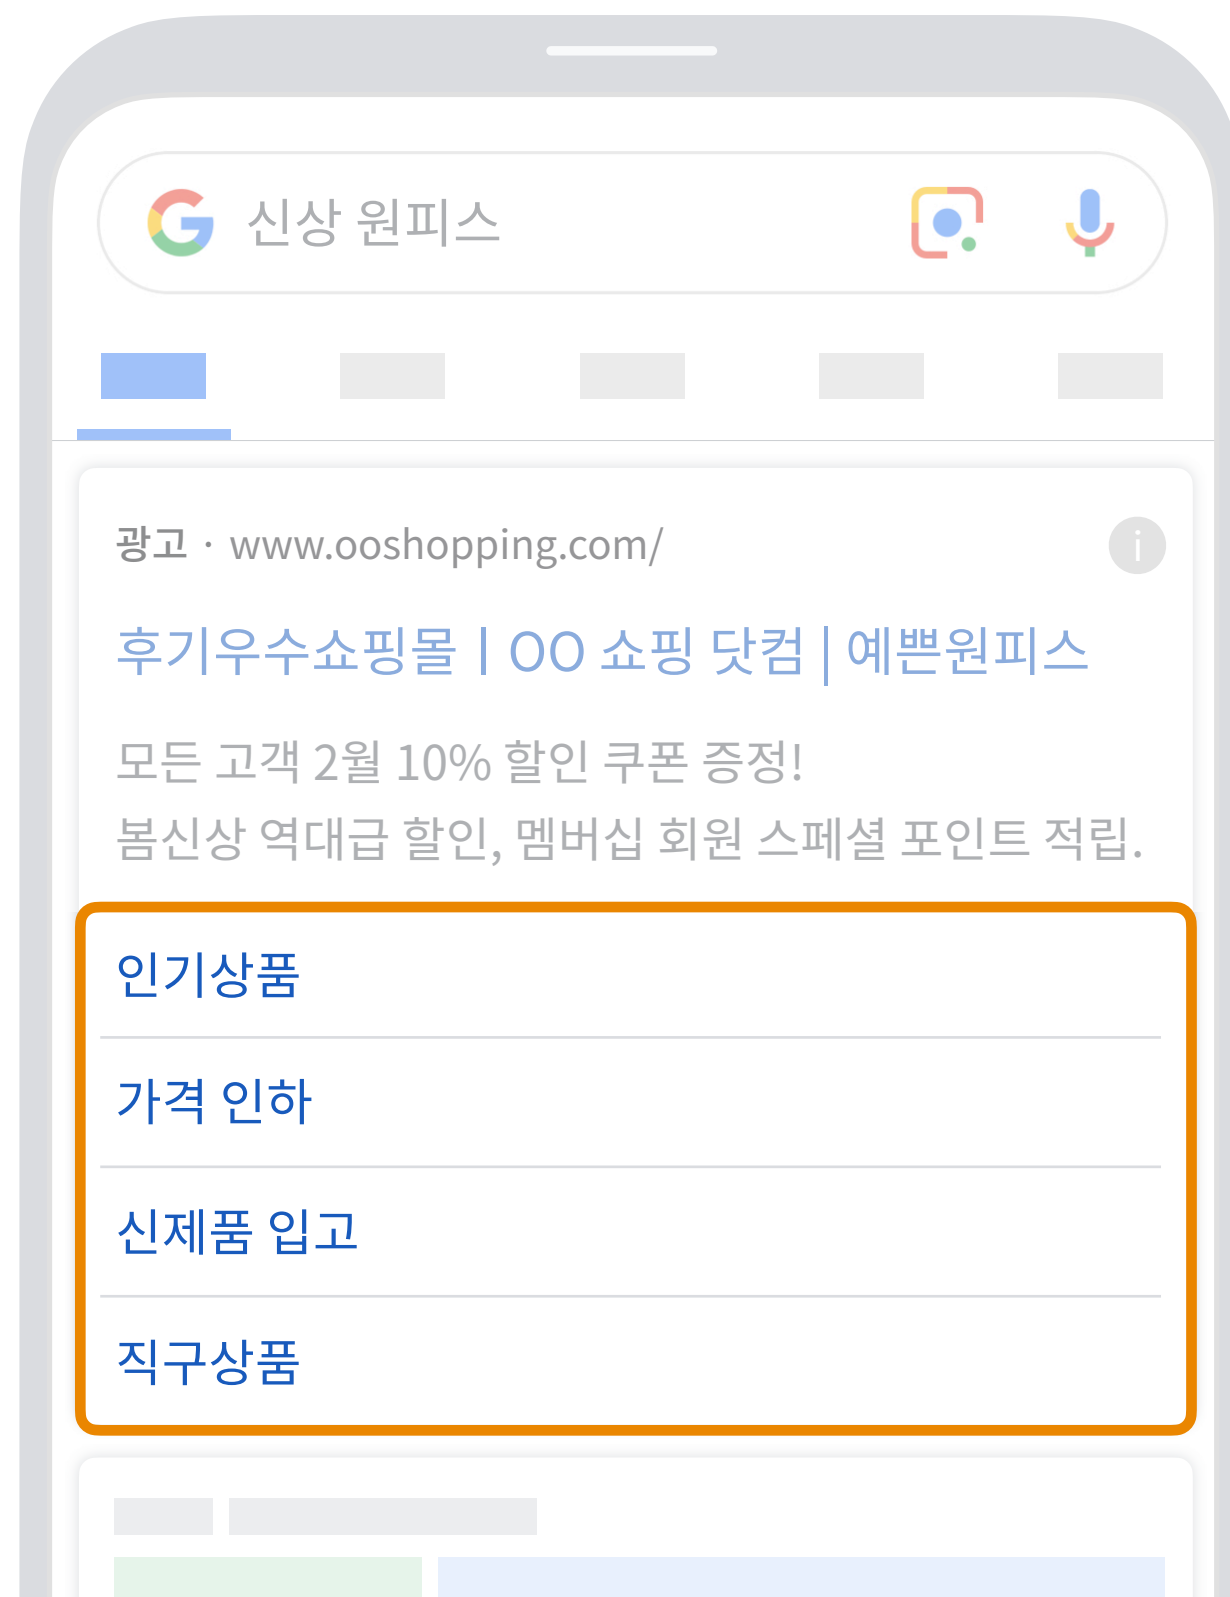 신상 원피스
광고 · www.ooshopping.com/
i
후기우수쇼핑몰ㅣOO 쇼핑 닷컴 | 예쁜원피스
모든 고객 2월 10% 할인 쿠폰 증정!
봄신상 역대급 할인, 멤버십 회원 스페셜 포인트 적립.
인기상품
가격 인하
신제품 입고
직구상품